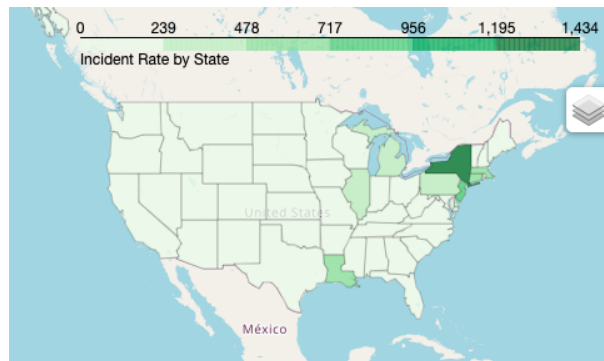 0 239 478 717 956 1,195 1,434
Incident Rate by State
United States
México